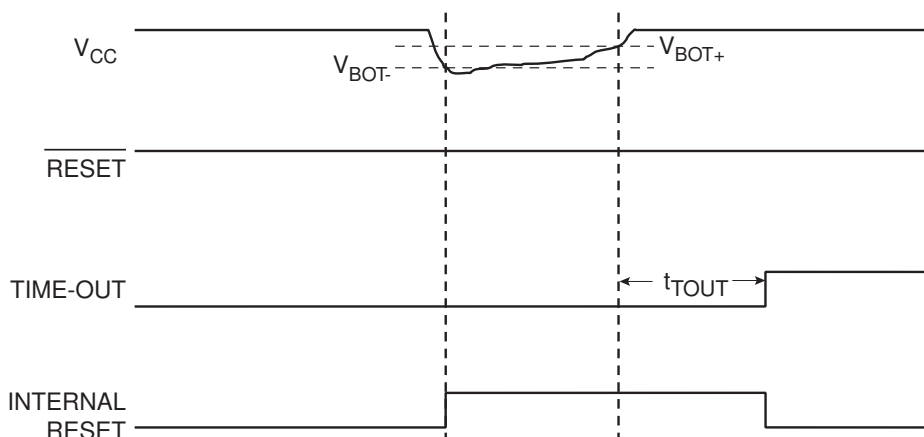 VCC
VBOT-
VBOT+
RESET
TIME-OUT
tTOUT
INTERNAL
RESET